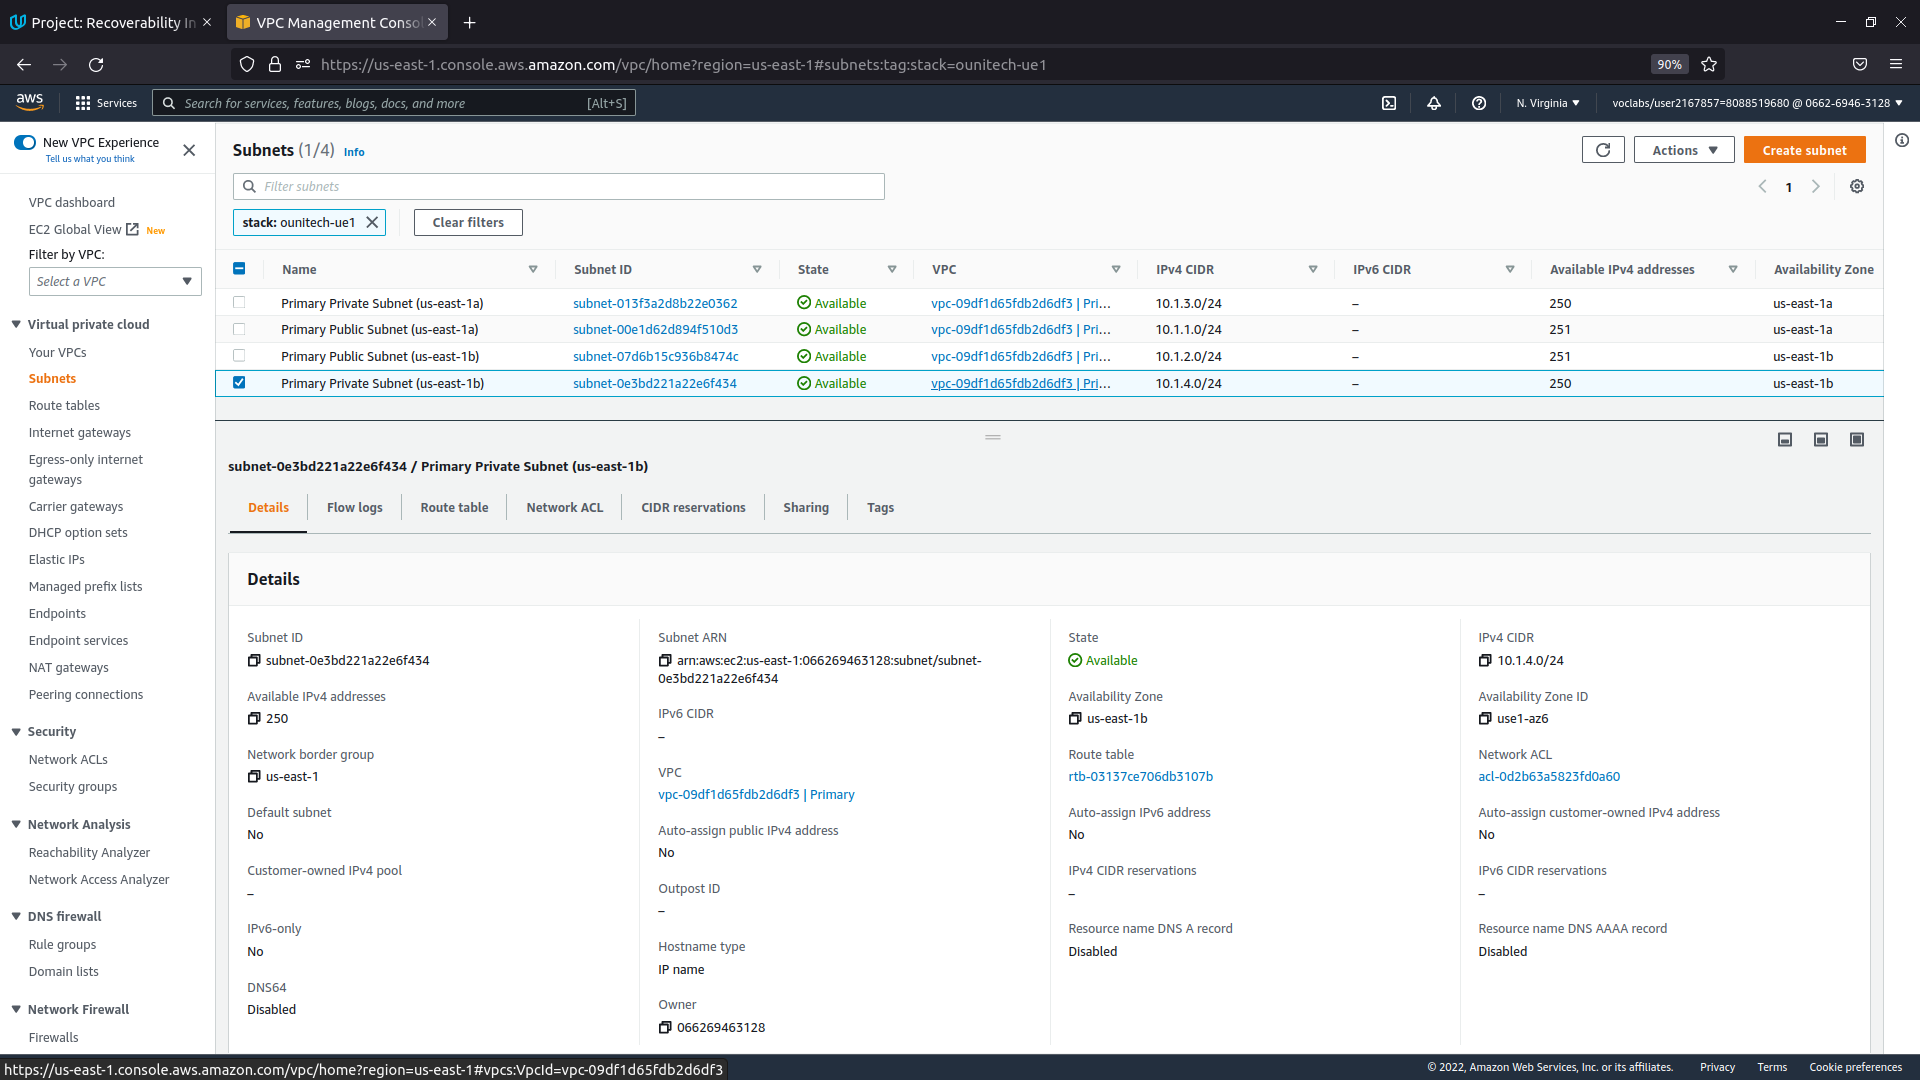 Project: Recoverability In
VPC Management Consol
https://us-east-1.console.aws.amazon.com/vpc/home?region=us-east-1#subnets:tag:stack=ounitech-ue1
90%
aws
Services
Search for services, features, blogs, docs, and more
[Alt+S]
N. Virginia
voclabs/user2167857=8088519680 @ 0662-6946-3128
New VPC Experience
Tell us what you think
VPC dashboard
EC2 Global View New
Filter by VPC:
Select a VPC
Virtual private cloud
Your VPCs
Subnets
Route tables
Internet gateways
Egress-only internet
gateways
Carrier gateways
DHCP option sets
Elastic IPs
Managed prefix lists
Endpoints
Endpoint services
NAT gateways
Peering connections
Security
Network ACLs
Security groups
Network Analysis
Reachability Analyzer
Network Access Analyzer
DNS firewall
Rule groups
Domain lists
Network Firewall
Firewalls
Subnets (1/4) Info
Actions
Create subnet
Filter subnets
1
stack: ounitech-ue1
Clear filters
Name Subnet ID State VPC IPv4 CIDR IPv6 CIDR Available IPv4 addresses Availability Zone
Primary Private Subnet (us-east-1a) subnet-013f3a2d8b22e0362 Available vpc-09df1d65fdb2d6df3 | Pri... 10.1.3.0/24 – 250 us-east-1a
Primary Public Subnet (us-east-1a) subnet-00e1d62d894f510d3 Available vpc-09df1d65fdb2d6df3 | Pri... 10.1.1.0/24 – 251 us-east-1a
Primary Public Subnet (us-east-1b) subnet-07d6b15c936b8474c Available vpc-09df1d65fdb2d6df3 | Pri... 10.1.2.0/24 – 251 us-east-1b
Primary Private Subnet (us-east-1b) subnet-0e3bd221a22e6f434 Available vpc-09df1d65fdb2d6df3 | Pri... 10.1.4.0/24 – 250 us-east-1b
subnet-0e3bd221a22e6f434 / Primary Private Subnet (us-east-1b)
Details Flow logs Route table Network ACL CIDR reservations Sharing Tags
Details
Subnet ID
subnet-0e3bd221a22e6f434
Available IPv4 addresses
250
Network border group
us-east-1
Default subnet
No
Customer-owned IPv4 pool
–
IPv6-only
No
DNS64
Disabled
Subnet ARN
arn:aws:ec2:us-east-1:066269463128:subnet/subnet-
0e3bd221a22e6f434
IPv6 CIDR
–
VPC
vpc-09df1d65fdb2d6df3 | Primary
Auto-assign public IPv4 address
No
Outpost ID
–
Hostname type
IP name
Owner
066269463128
State
Available
Availability Zone
us-east-1b
Route table
rtb-03137ce706db3107b
Auto-assign IPv6 address
No
IPv4 CIDR reservations
–
Resource name DNS A record
Disabled
IPv4 CIDR
10.1.4.0/24
Availability Zone ID
use1-az6
Network ACL
acl-0d2b63a5823fd0a60
Auto-assign customer-owned IPv4 address
No
IPv6 CIDR reservations
–
Resource name DNS AAAA record
Disabled
https://us-east-1.console.aws.amazon.com/vpc/home?region=us-east-1#vpcs:VpcId=vpc-09df1d65fdb2d6df3
© 2022, Amazon Web Services, Inc. or its affiliates. Privacy Terms Cookie preferences